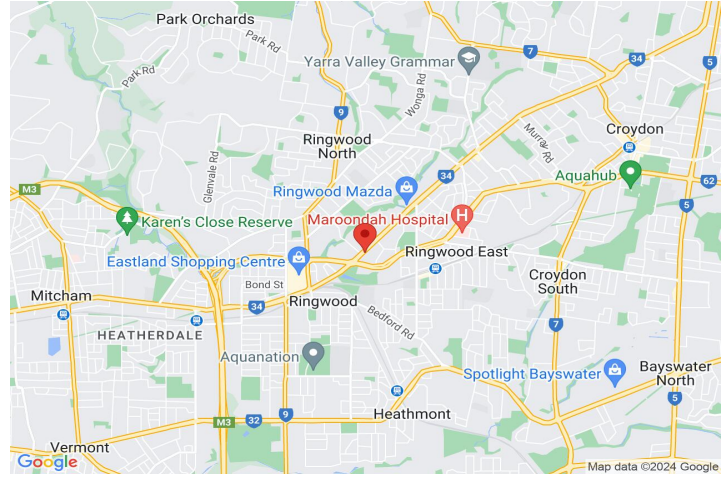 Park Orchards
Park Rd
Park Rd
Yarra Valley Grammar
7
34
5
Wonga Rd
9
Murray Rd
Croydon
Ringwood
North
Glenvale Rd
Aquahub
34
62
M3
Ringwood Mazda
5
Karen's Close Reserve
Maroondah Hospital
H
Eastland Shopping Centre
Ringwood East
Croydon
South
Bond St
Mitcham
34
Ringwood
Bedford Rd
7
HEATHERDALE
Aquanation
Spotlight Bayswater
Bayswater
North
5
M3
32
9
Heathmont
Vermont
Google
Map data ©2024 Google